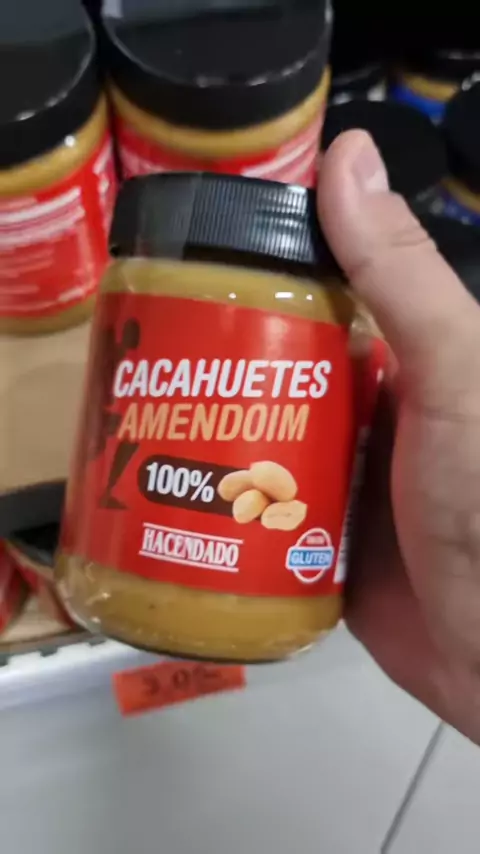 CACAHUETES
AMENDOIM
100%
HACENDADO
GLUTEN